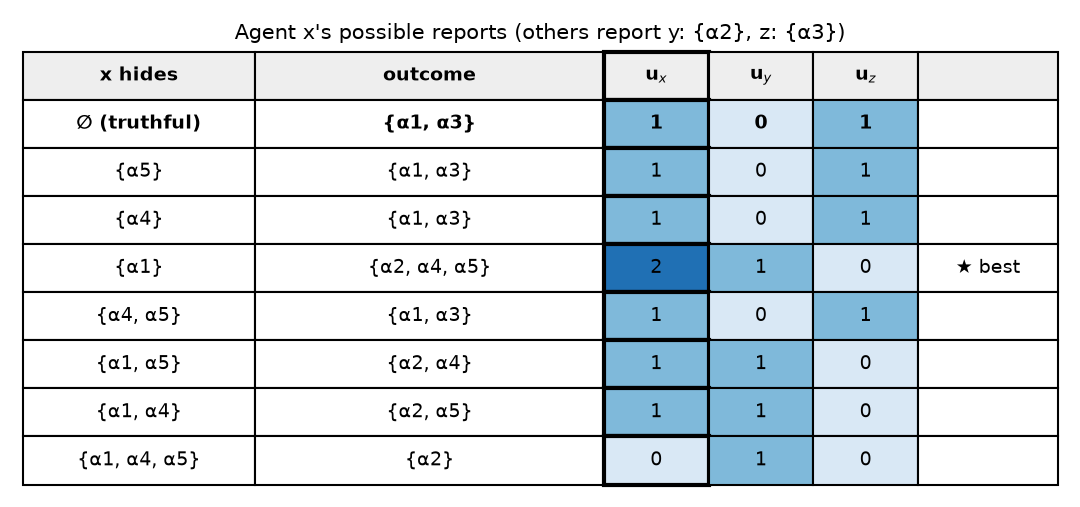 Agent x's possible reports (others report y: {α2}, z: {α3})
x hides outcome uₓ u_y u_z
∅ (truthful) {α1, α3} 1 0 1
{α5} {α1, α3} 1 0 1
{α4} {α1, α3} 1 0 1
{α1} {α2, α4, α5} 2 1 0 ★ best
{α4, α5} {α1, α3} 1 0 1
{α1, α5} {α2, α4} 1 1 0
{α1, α4} {α2, α5} 1 1 0
{α1, α4, α5} {α2} 0 1 0